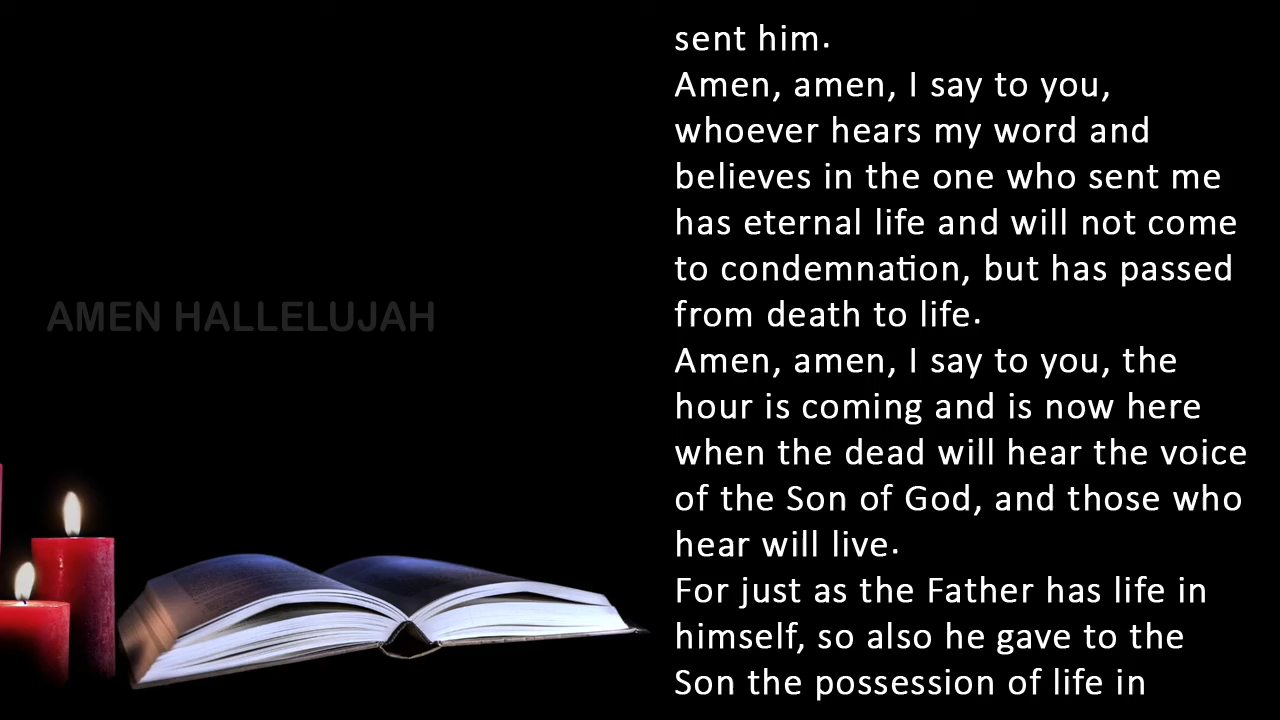 sent him.
Amen, amen, I say to you,
whoever hears my word and
believes in the one who sent me
has eternal life and will not come
to condemnation, but has passed
from death to life.
AMEN HALLELUJAH
Amen, amen, I say to you, the
hour is coming and is now here
when the dead will hear the voice
of the Son of God, and those who
hear will live.
For just as the Father has life in
himself, so also he gave to the
Son the possession of life in